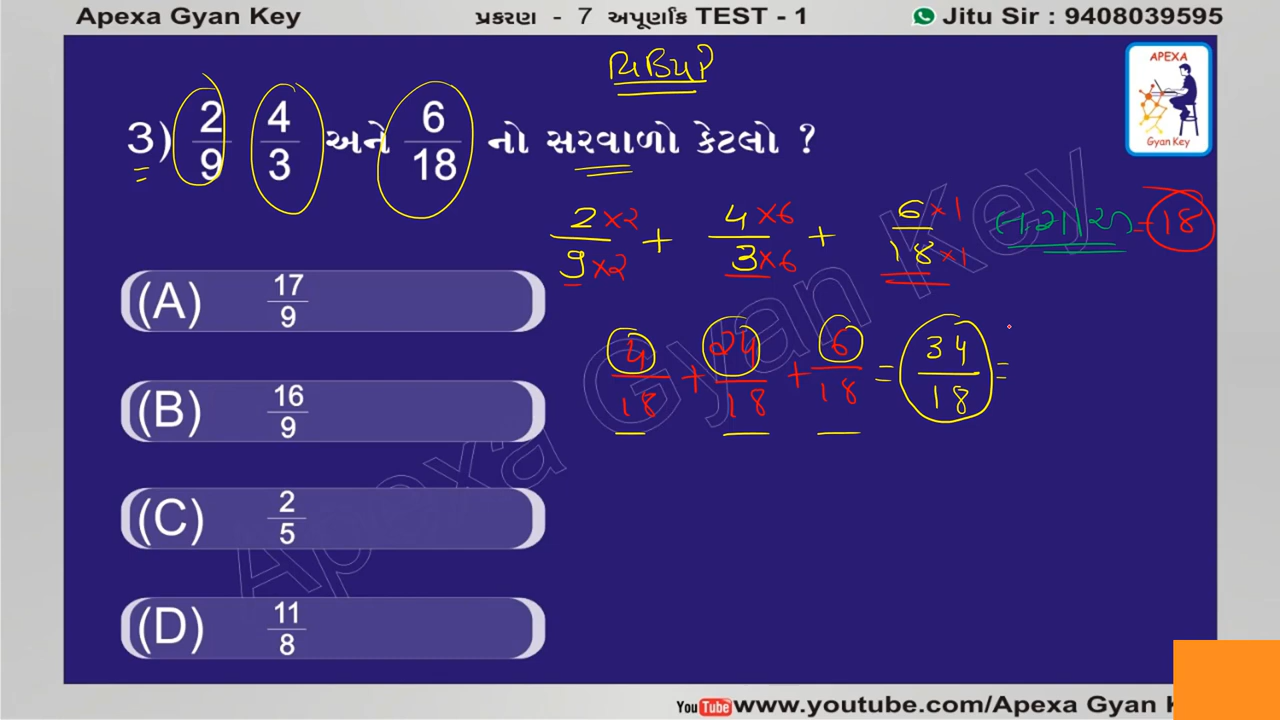 Apexa Gyan Key પ્રકરણ - 7 અપૂર્ણાંક TEST - 1 Jitu Sir : 9408039595
APEXA
Gyan Key
3) 2/9 4/3 અને 6/18 નો સરવાળો કેટલો ?
2×2/9×2 + 4×6/3×6 + 6×1/18×1 = 18
(A) 17/9
4/18 + 24/18 + 6/18 = 34/18 =
(B) 16/9
(C) 2/5
(D) 11/8
Apexa Gyan Key
YouTube www.youtube.com/Apexa Gyan K